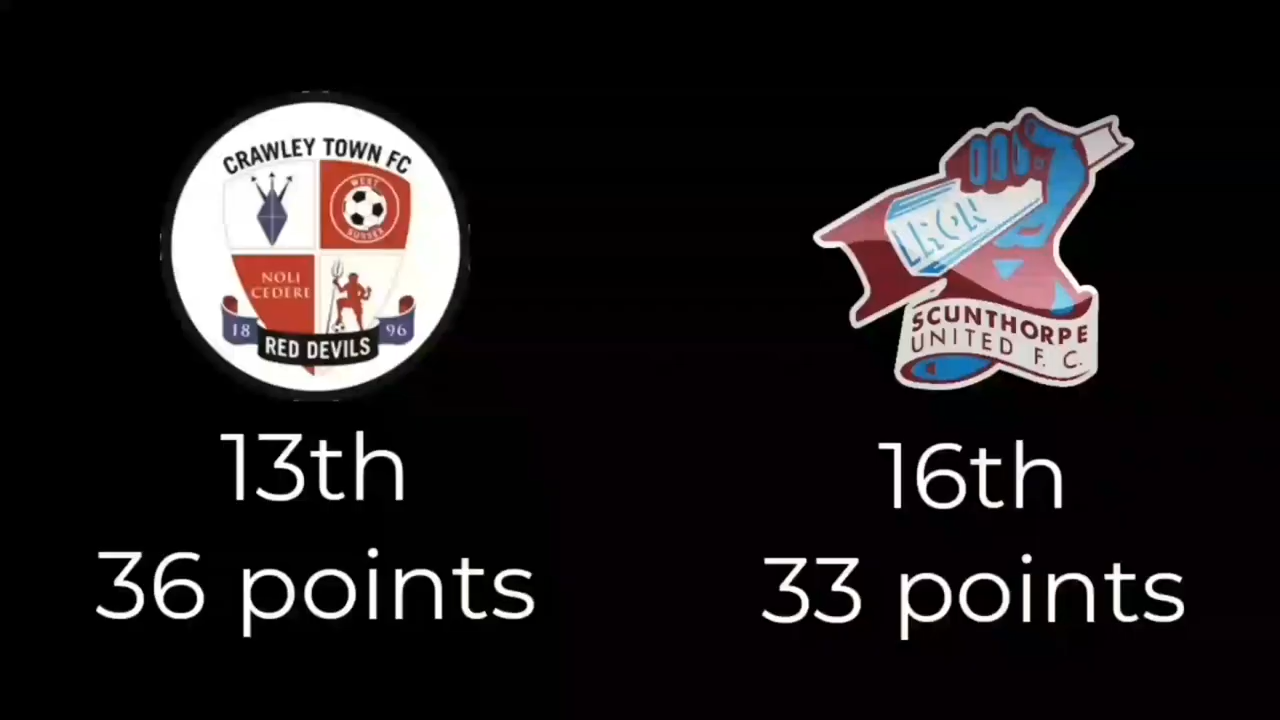 CRAWLEY TOWN FC
WEST
SUSSEX
NOLI
CEDERE
18 96
RED DEVILS
IRON
SCUNTHORPE
UNITED F. C.
13th
36 points
16th
33 points